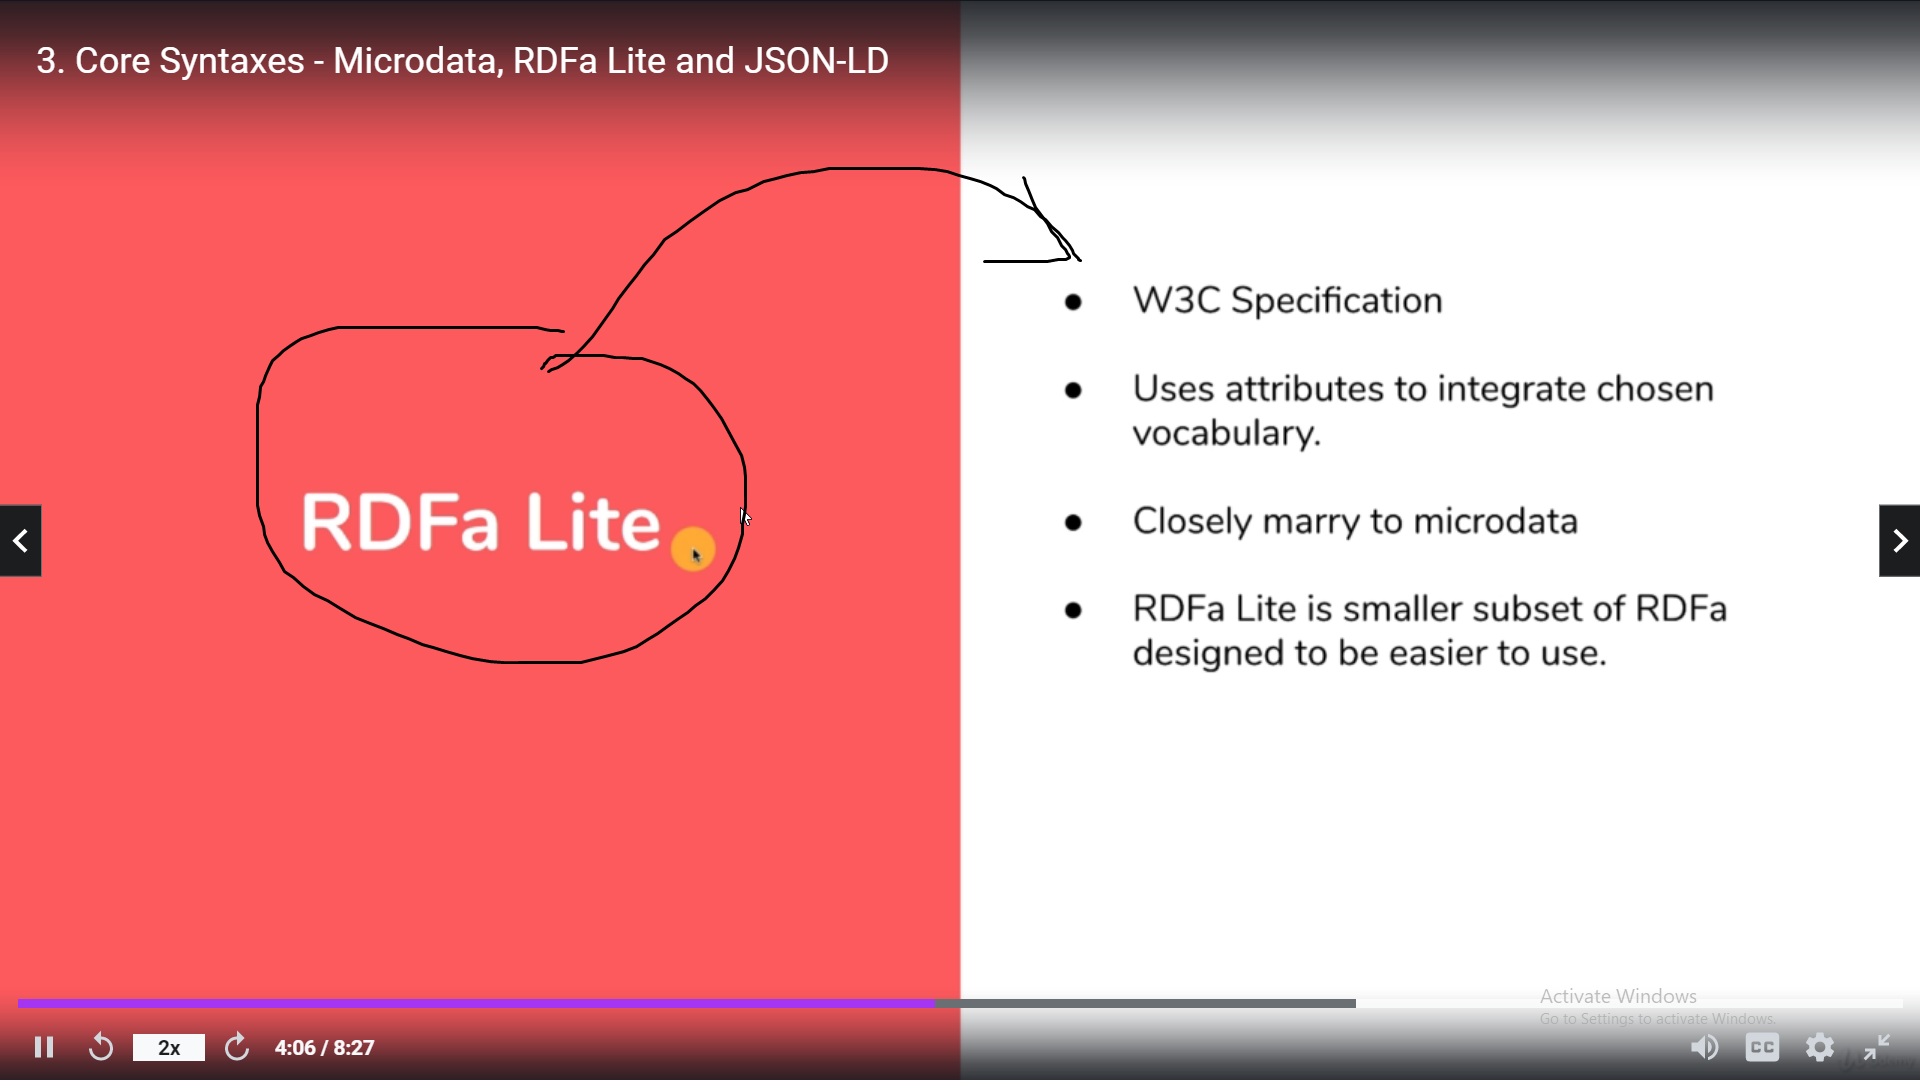 3. Core Syntaxes - Microdata, RDFa Lite and JSON-LD
RDFa Lite
● W3C Specification
● Uses attributes to integrate chosen
vocabulary.
● Closely marry to microdata
● RDFa Lite is smaller subset of RDFa
designed to be easier to use.
Activate Windows
Go to Settings to activate Windows.
2x
4:06 / 8:27
CC